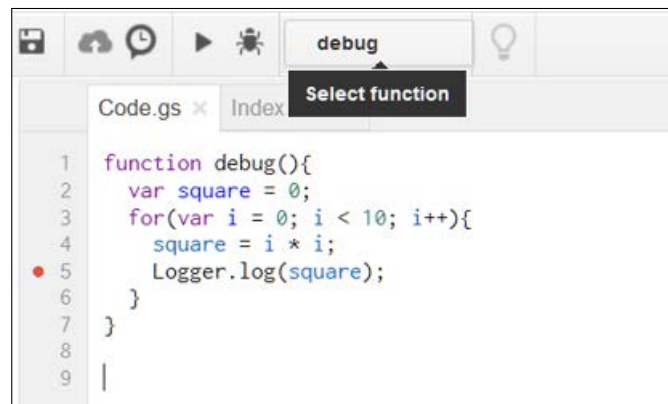 debug
Select function
Code.gs × Index
1 function debug(){
2 var square = 0;
3 for(var i = 0; i < 10; i++){
4 square = i * i;
5 Logger.log(square);
6 }
7 }
8
9